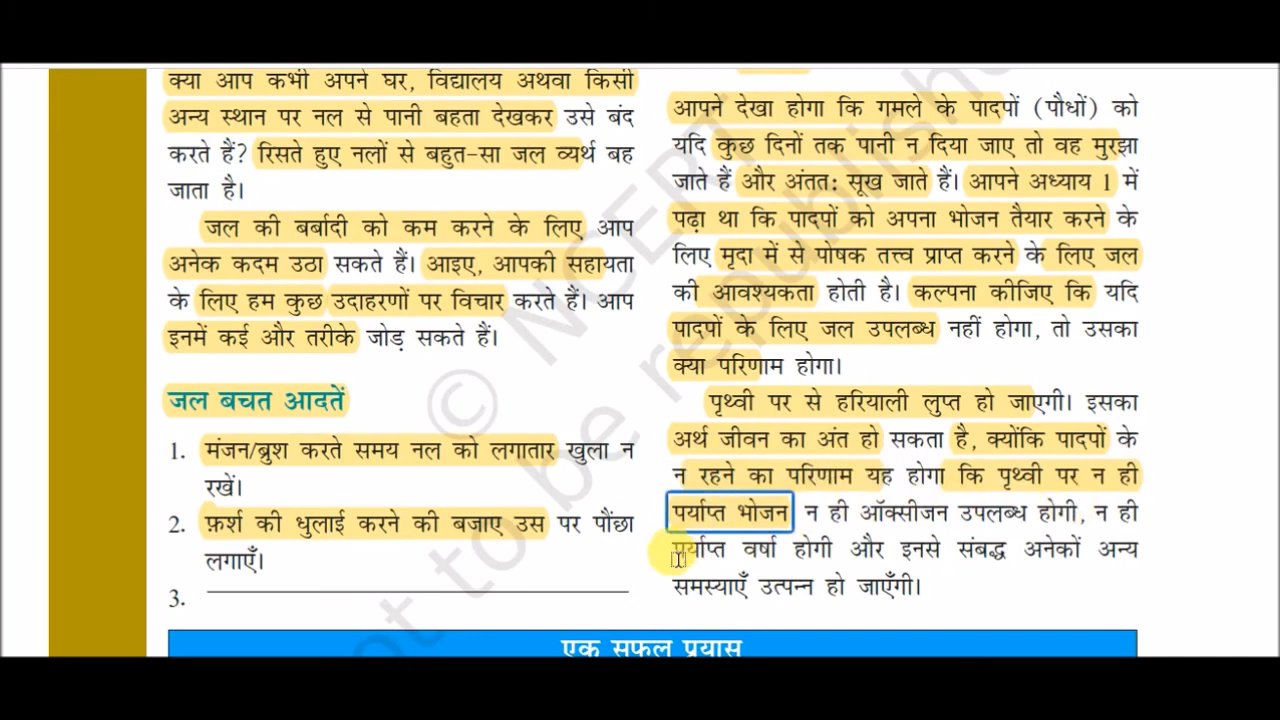 क्या आप कभी अपने घर, विद्यालय अथवा किसी
अन्य स्थान पर नल से पानी बहता देखकर उसे बंद
करते हैं? रिसते हुए नलों से बहुत-सा जल व्यर्थ बह
जाता है।
जल की बर्बादी को कम करने के लिए आप
अनेक कदम उठा सकते हैं। आइए, आपकी सहायता
के लिए हम कुछ उदाहरणों पर विचार करते हैं। आप
इनमें कई और तरीके जोड़ सकते हैं।
जल बचत आदतें
1. मंजन/ब्रुश करते समय नल को लगातार खुला न
रखें।
2. फ़र्श की धुलाई करने की बजाए उस पर पौंछा
लगाएँ।
3.
आपने देखा होगा कि गमले के पादपों (पौधों) को
यदि कुछ दिनों तक पानी न दिया जाए तो वह मुरझा
जाते हैं और अंतत: सूख जाते हैं। आपने अध्याय 1 में
पढ़ा था कि पादपों को अपना भोजन तैयार करने के
लिए मृदा में से पोषक तत्त्व प्राप्त करने के लिए जल
की आवश्यकता होती है। कल्पना कीजिए कि यदि
पादपों के लिए जल उपलब्ध नहीं होगा, तो उसका
क्या परिणाम होगा।
पृथ्वी पर से हरियाली लुप्त हो जाएगी। इसका
अर्थ जीवन का अंत हो सकता है, क्योंकि पादपों के
न रहने का परिणाम यह होगा कि पृथ्वी पर न ही
पर्याप्त भोजन न ही ऑक्सीजन उपलब्ध होगी, न ही
पर्याप्त वर्षा होगी और इनसे संबद्ध अनेकों अन्य
समस्याएँ उत्पन्न हो जाएँगी।
एक सफल प्रयास
© NCERT
not to be republished